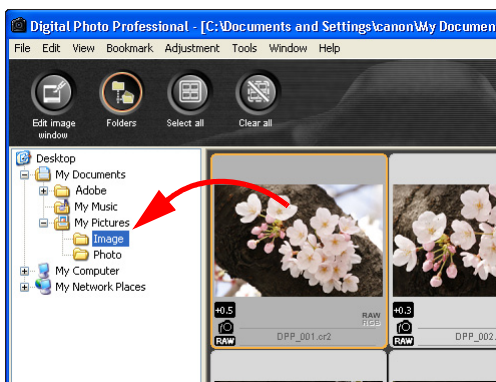 Digital Photo Professional - [C:\Documents and Settings\canon\My Documen
File Edit View Bookmark Adjustment Tools Window Help
Edit image window
Folders
Select all
Clear all
Desktop
My Documents
Adobe
My Music
My Pictures
Image
Photo
My Computer
My Network Places
+0.5
RAW
RGB
RAW
DPP_001.cr2
+0.3
RAW
DPP_002.